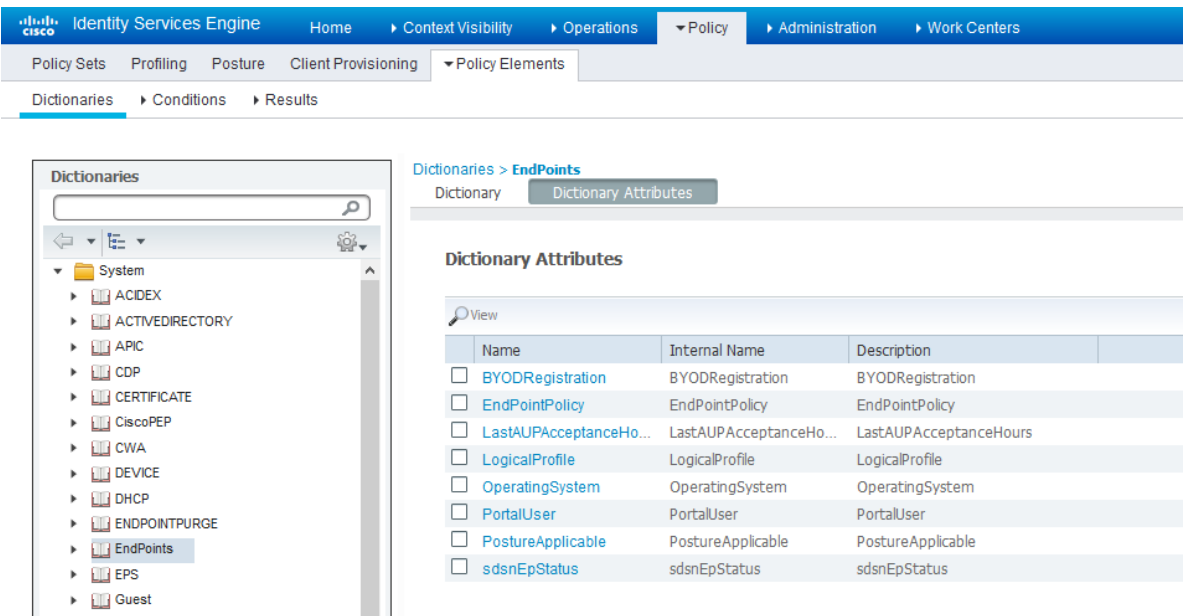 cisco Identity Services Engine Home Context Visibility Operations Policy Administration Work Centers
Policy Sets Profiling Posture Client Provisioning Policy Elements
Dictionaries Conditions Results
Dictionaries
Dictionaries > EndPoints
Dictionary Dictionary Attributes
System
ACIDEX
ACTIVEDIRECTORY
APIC
CDP
CERTIFICATE
CiscoPEP
CWA
DEVICE
DHCP
ENDPOINTPURGE
EndPoints
EPS
Guest
Dictionary Attributes
View
Name Internal Name Description
BYODRegistration BYODRegistration BYODRegistration
EndPointPolicy EndPointPolicy EndPointPolicy
LastAUPAcceptanceHo... LastAUPAcceptanceHo... LastAUPAcceptanceHours
LogicalProfile LogicalProfile LogicalProfile
OperatingSystem OperatingSystem OperatingSystem
PortalUser PortalUser PortalUser
PostureApplicable PostureApplicable PostureApplicable
sdsnEpStatus sdsnEpStatus sdsnEpStatus